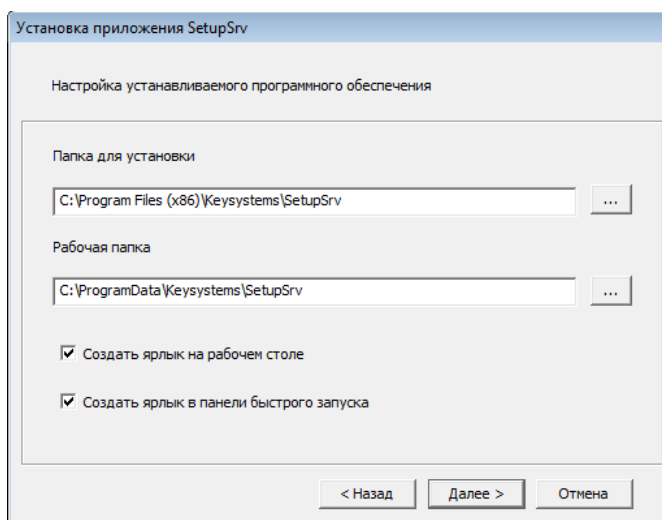 Установка приложения SetupSrv
Настройка устанавливаемого программного обеспечения
Папка для установки
C:\Program Files (x86)\Keysystems\SetupSrv
...
Рабочая папка
C:\ProgramData\Keysystems\SetupSrv
...
Создать ярлык на рабочем столе
Создать ярлык в панели быстрого запуска
< Назад
Далее >
Отмена